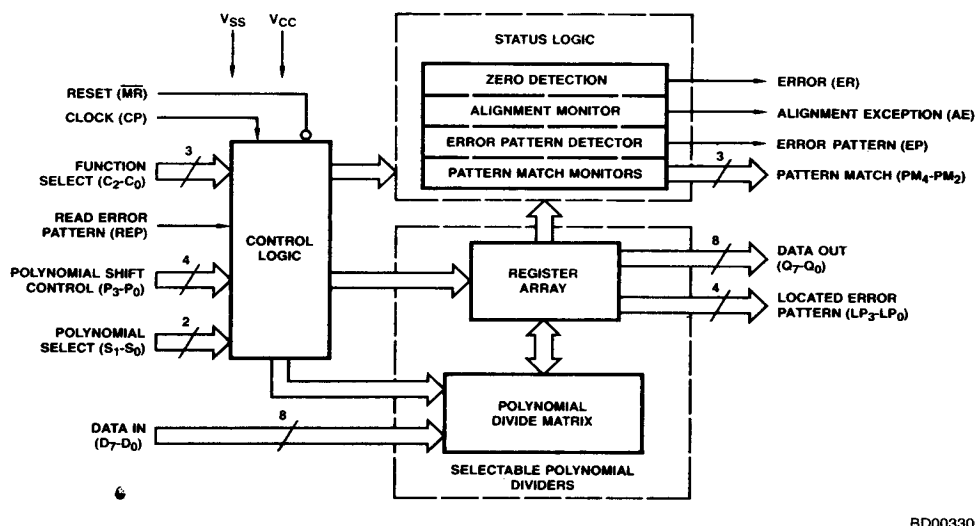 V_SS
V_CC
RESET (M̅R̅)
CLOCK (CP)
3
FUNCTION
SELECT (C₂-C₀)
READ ERROR
PATTERN (REP)
4
POLYNOMIAL SHIFT
CONTROL (P₃-P₀)
2
POLYNOMIAL
SELECT (S₁-S₀)
8
DATA IN
(D₇-D₀)
CONTROL
LOGIC
STATUS LOGIC
ZERO DETECTION
ALIGNMENT MONITOR
ERROR PATTERN DETECTOR
PATTERN MATCH MONITORS
ERROR (ER)
ALIGNMENT EXCEPTION (AE)
ERROR PATTERN (EP)
3
PATTERN MATCH (PM₄-PM₂)
REGISTER
ARRAY
8
DATA OUT
(Q₇-Q₀)
4
LOCATED ERROR
PATTERN (LP₃-LP₀)
POLYNOMIAL
DIVIDE MATRIX
SELECTABLE POLYNOMIAL
DIVIDERS
BD00330